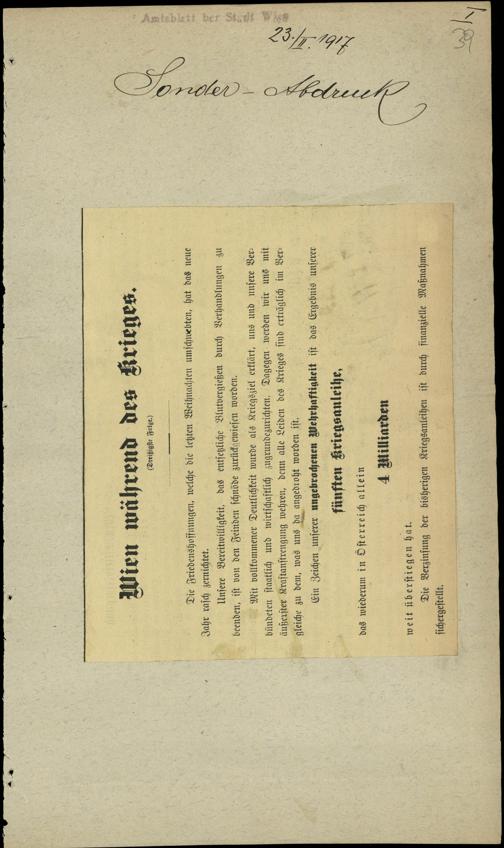 Amtsblatt der Stadt Wien
23./II. 1917
I
39
Sonder-Abdruck
Wien während des Krieges.
(Dreißigste Folge.)
Die Friedenshoffnungen, welche die letzten Weihnachten umschwebten, hat das neue
Jahr rasch zernichtet.
Unsere Bereitwilligkeit, das entsetzliche Blutvergießen durch Verhandlungen zu
beenden, ist von den Feinden schnöde zurückgewiesen worden.
Mit vollkommener Deutlichkeit wurde als Kriegsziel erklärt, uns und unsere Ver-
bündeten staatlich und wirtschaftlich zugrundezurichten. Dagegen werden wir uns mit
äußerster Kraftanstrengung wehren, denn alle Leiden des Krieges sind erträglich im Ver-
gleiche zu dem, was uns da angedroht worden ist.
Ein Zeichen unserer ungebrochenen Wehrhaftigkeit ist das Ergebnis unserer
fünften Kriegsanleihe,
das wiederum in Österreich allein
4 Milliarden
weit überstiegen hat.
Die Verzinsung der bisherigen Kriegsanleihen ist durch finanzielle Maßnahmen
sichergestellt.